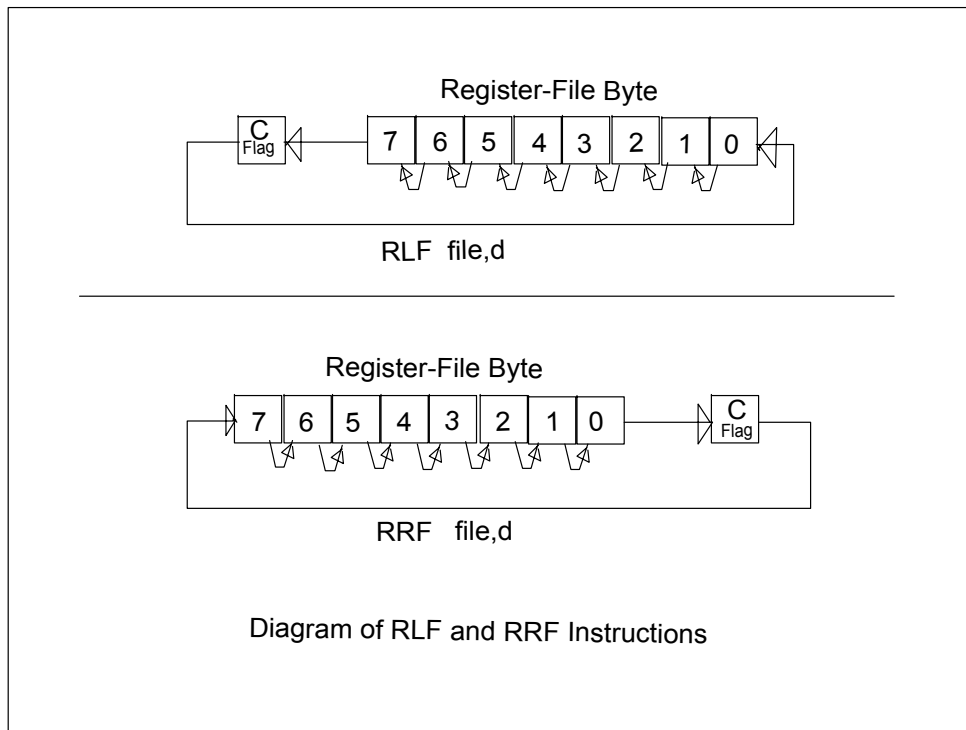 Register-File Byte
C
Flag
7 6 5 4 3 2 1 0
RLF file,d
Register-File Byte
7 6 5 4 3 2 1 0
C
Flag
RRF file,d
Diagram of RLF and RRF Instructions